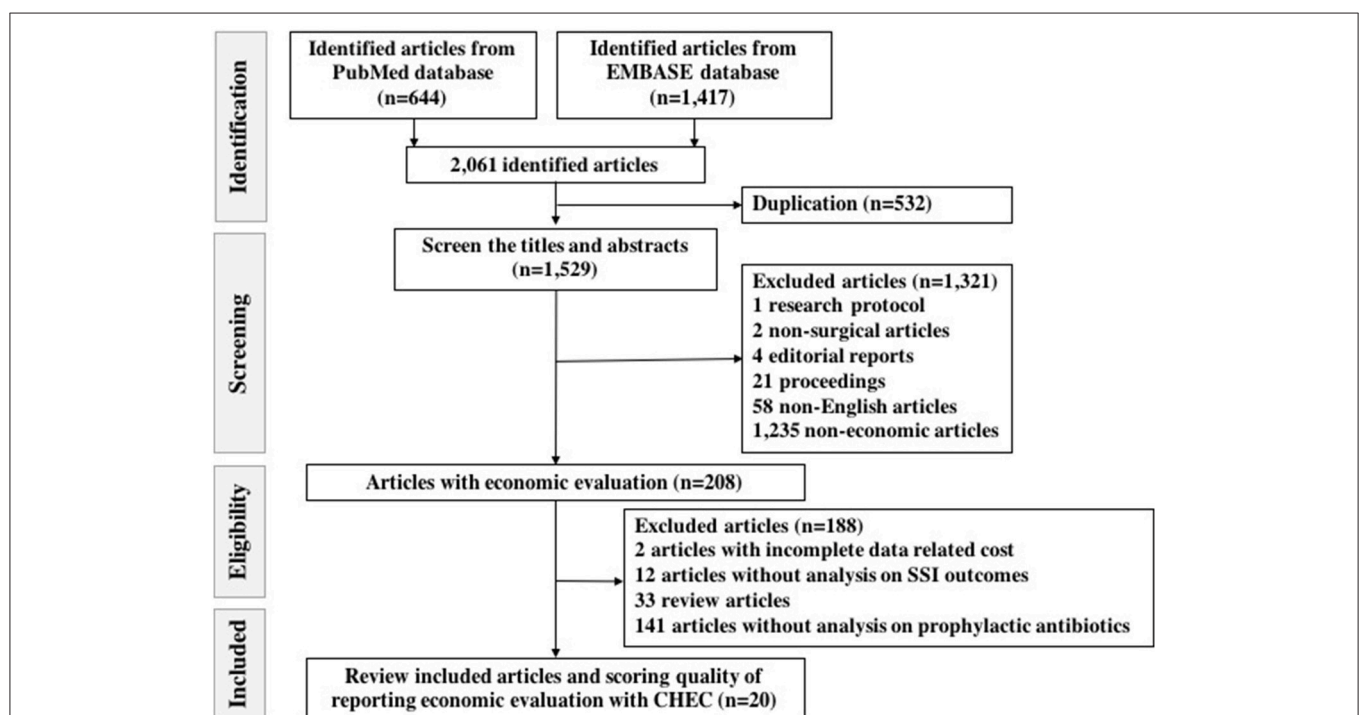 Identification
Identified articles from
PubMed database
(n=644)
Identified articles from
EMBASE database
(n=1,417)
2,061 identified articles
Duplication (n=532)
Screening
Screen the titles and abstracts
(n=1,529)
Excluded articles (n=1,321)
1 research protocol
2 non-surgical articles
4 editorial reports
21 proceedings
58 non-English articles
1,235 non-economic articles
Eligibility
Articles with economic evaluation (n=208)
Excluded articles (n=188)
2 articles with incomplete data related cost
12 articles without analysis on SSI outcomes
33 review articles
141 articles without analysis on prophylactic antibiotics
Included
Review included articles and scoring quality of
reporting economic evaluation with CHEC (n=20)